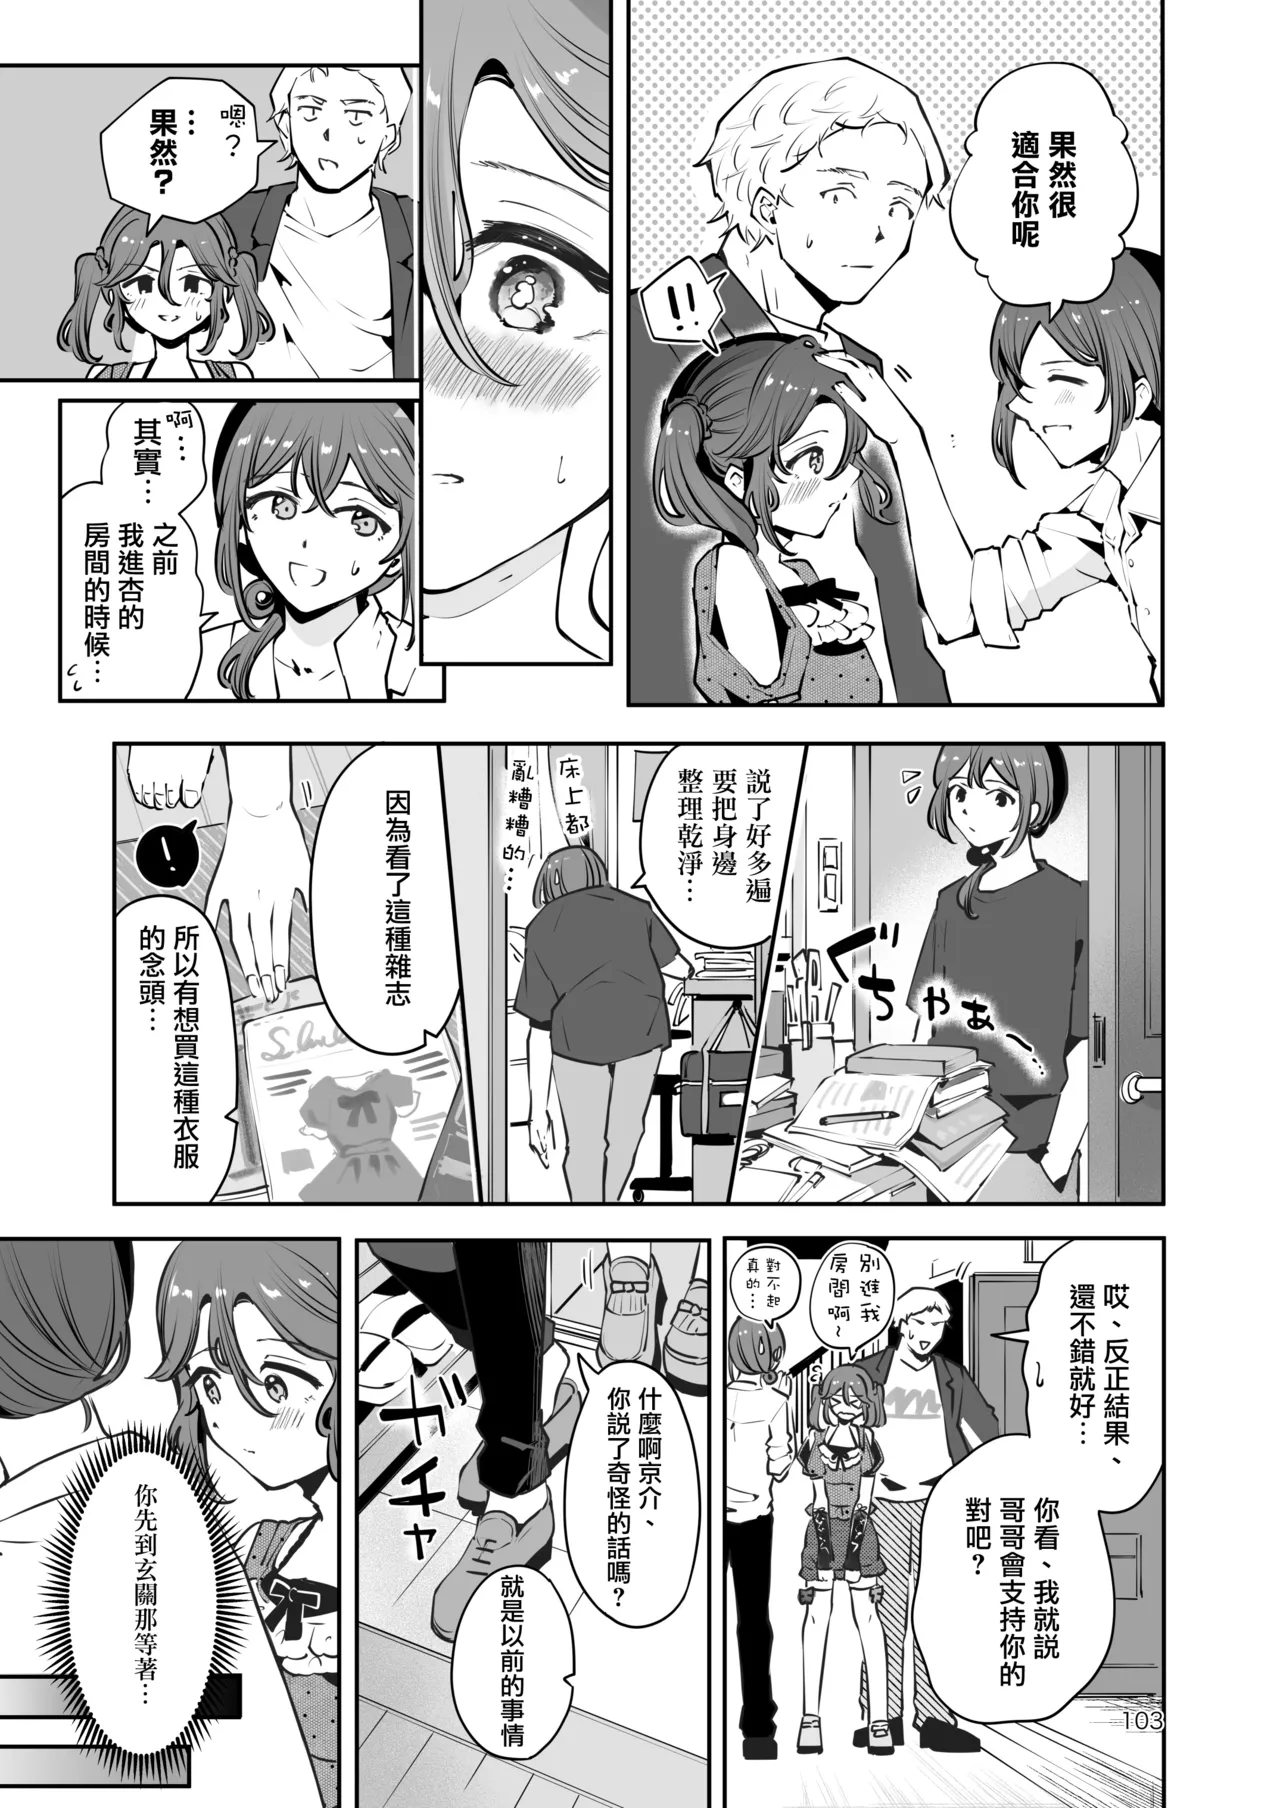 果然很
適合你呢
!!
嗯?
…
果然?
啊…
其實…
之前
我進杏的
房間的時候…
ぐちゃぁ~…
說了好多遍
要把身邊
整理乾淨…
床上都
亂糟糟的…
因為看了這種雜志
!
所以有想買這種衣服
的念頭…
哎、反正結果、
還不錯就好…
你看、我就說
哥哥會支持你的
對吧?
別進我
房間啊~
對不起
真的…
什麼啊京介、
你說了奇怪的話嗎?
就是以前的事情
ガチャ
你先到玄關那等著…
103